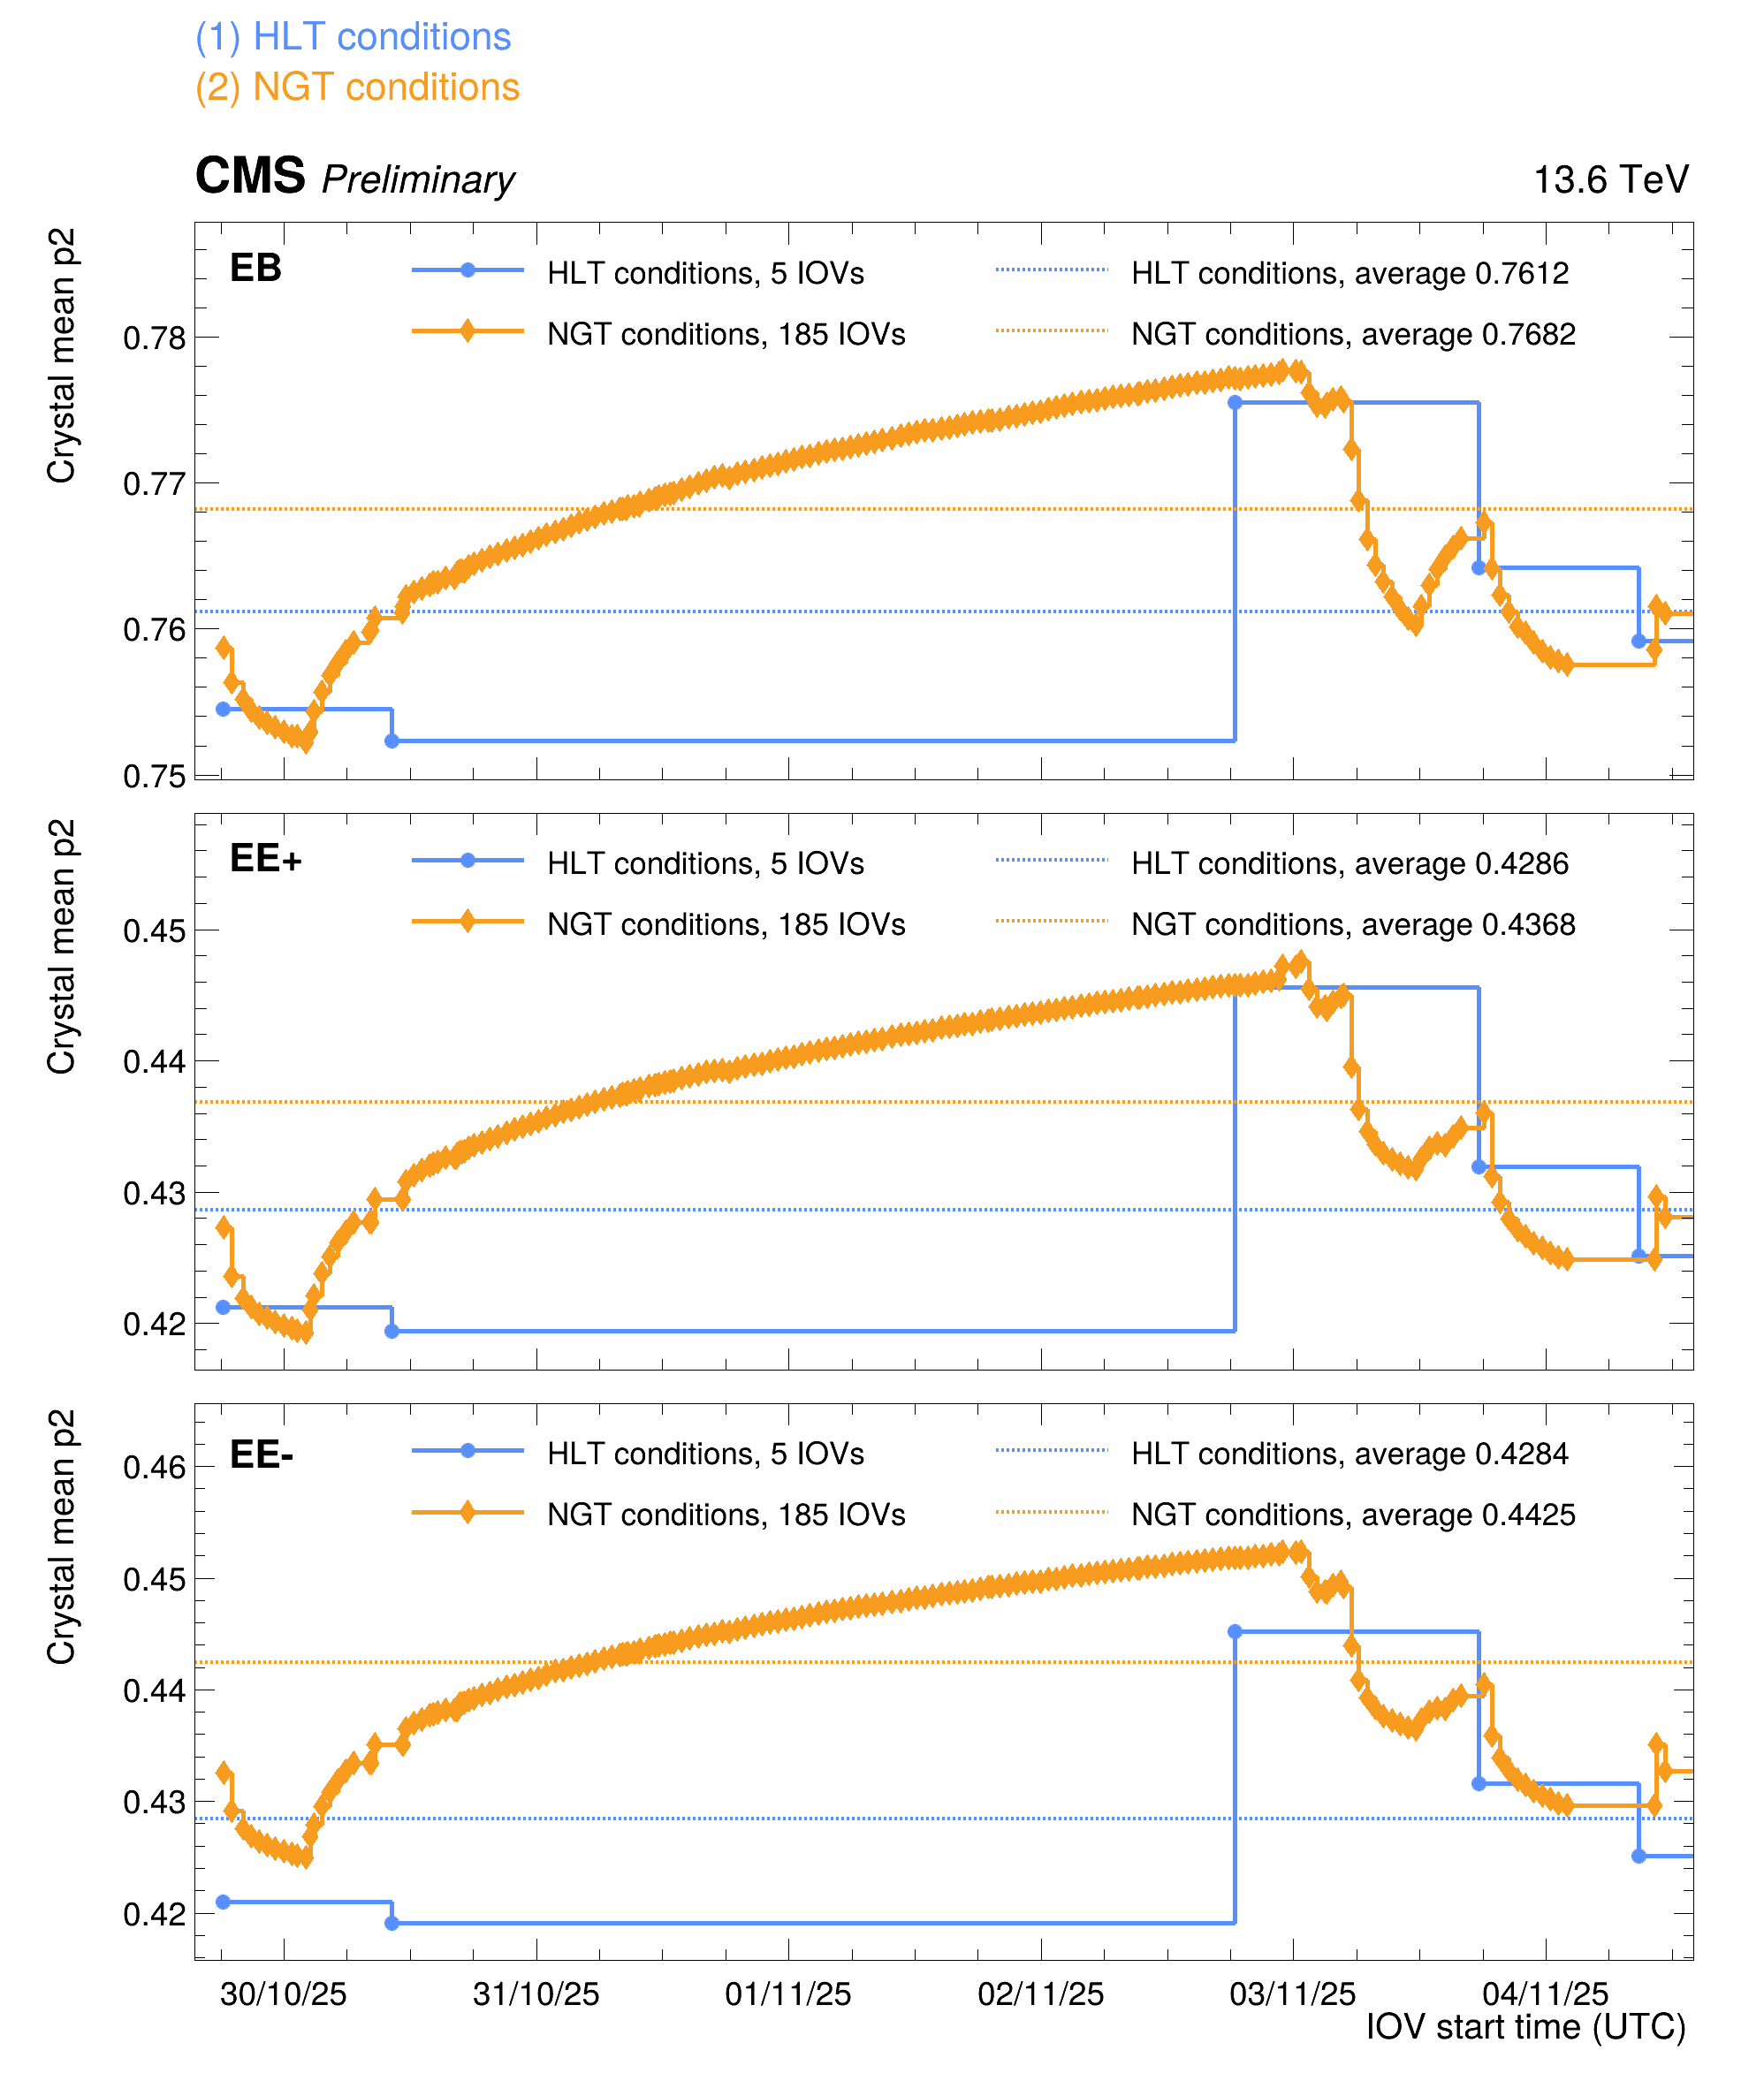 (1) HLT conditions
(2) NGT conditions
CMS Preliminary 13.6 TeV
Crystal mean p2
EB
HLT conditions, 5 IOVs HLT conditions, average 0.7612
NGT conditions, 185 IOVs NGT conditions, average 0.7682
0.78
0.77
0.76
0.75
Crystal mean p2
EE+
HLT conditions, 5 IOVs HLT conditions, average 0.4286
NGT conditions, 185 IOVs NGT conditions, average 0.4368
0.45
0.44
0.43
0.42
Crystal mean p2
EE-
HLT conditions, 5 IOVs HLT conditions, average 0.4284
NGT conditions, 185 IOVs NGT conditions, average 0.4425
0.46
0.45
0.44
0.43
0.42
30/10/25 31/10/25 01/11/25 02/11/25 03/11/25 04/11/25
IOV start time (UTC)